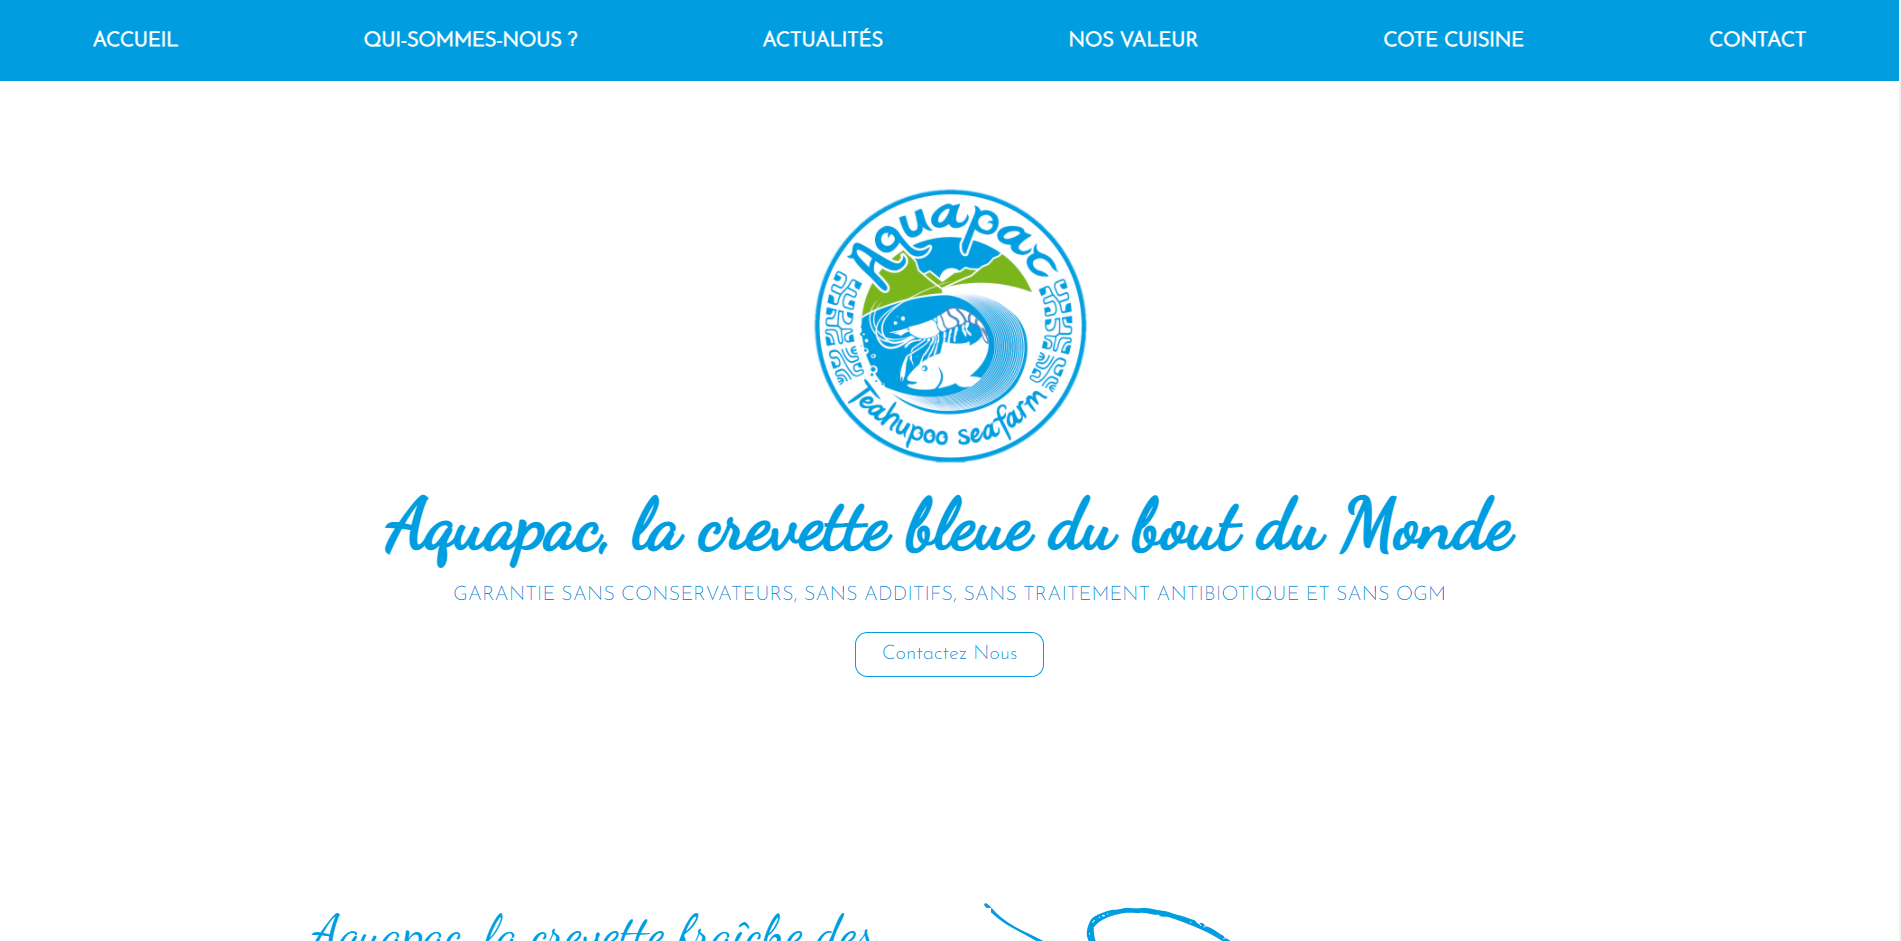 ACCUEIL QUI-SOMMES-NOUS ? ACTUALITÉS NOS VALEUR COTE CUISINE CONTACT
Aquapac
Teahupoo seafarm
Aquapac, la crevette bleue du bout du Monde
GARANTIE SANS CONSERVATEURS, SANS ADDITIFS, SANS TRAITEMENT ANTIBIOTIQUE ET SANS OGM
Contactez Nous
Aquapac, la crevette fraîche des